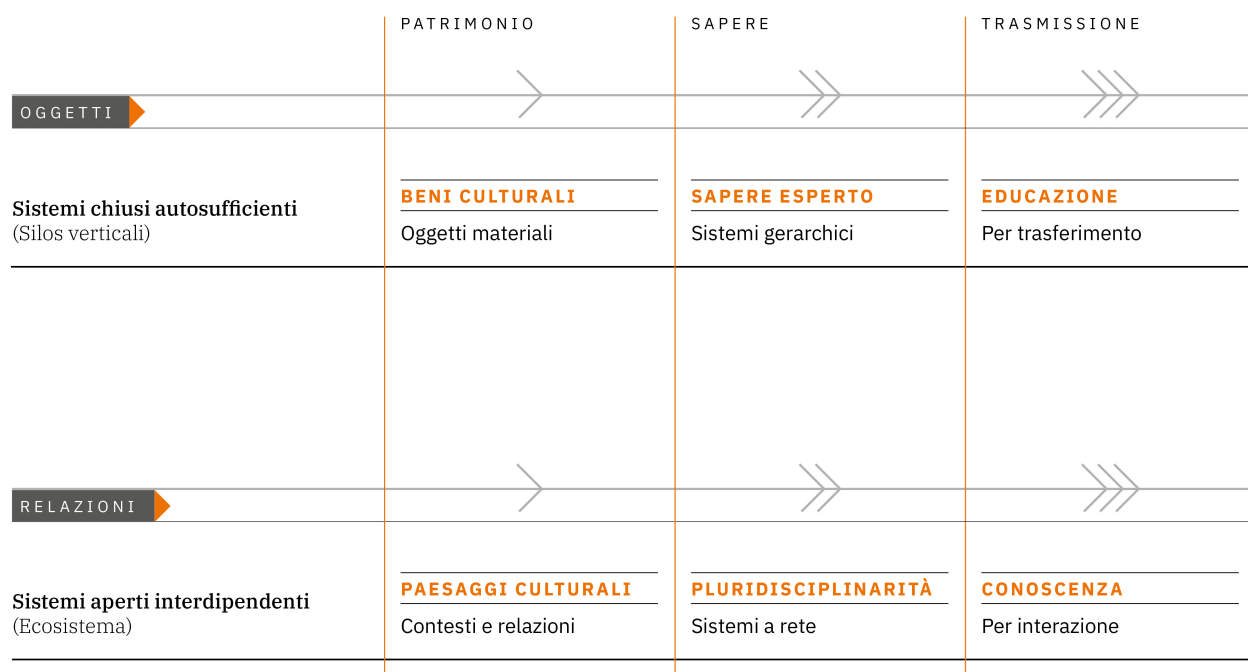 PATRIMONIO
SAPERE
TRASMISSIONE
OGGETTI
Sistemi chiusi autosufficienti
(Silos verticali)
BENI CULTURALI
Oggetti materiali
SAPERE ESPERTO
Sistemi gerarchici
EDUCAZIONE
Per trasferimento
RELAZIONI
Sistemi aperti interdipendenti
(Ecosistema)
PAESAGGI CULTURALI
Contesti e relazioni
PLURIDISCIPLINARITÀ
Sistemi a rete
CONOSCENZA
Per interazione